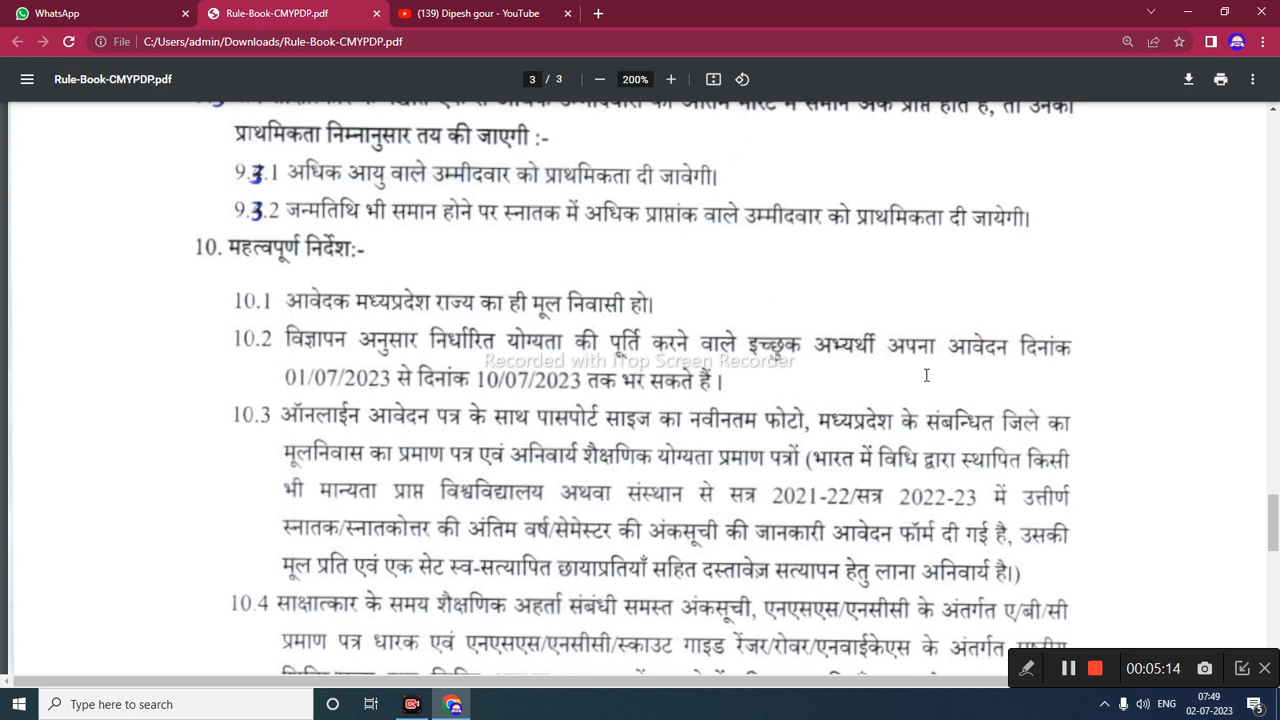 WhatsApp
Rule-Book-CMYPDP.pdf
(139) Dipesh gour - YouTube
File C:/Users/admin/Downloads/Rule-Book-CMYPDP.pdf
Rule-Book-CMYPDP.pdf 3 / 3 200%
प्राथमिकता निम्नानुसार तय की जाएगी :-
9.3.1 अधिक आयु वाले उम्मीदवार को प्राथमिकता दी जावेगी।
9.3.2 जन्मतिथि भी समान होने पर स्नातक में अधिक प्राप्तांक वाले उम्मीदवार को प्राथमिकता दी जायेगी।
10. महत्वपूर्ण निर्देश:-
10.1 आवेदक मध्यप्रदेश राज्य का ही मूल निवासी हो।
10.2 विज्ञापन अनुसार निर्धारित योग्यता की पूर्ति करने वाले इच्छुक अभ्यर्थी अपना आवेदन दिनांक
Recorded with iTop Screen Recorder
01/07/2023 से दिनांक 10/07/2023 तक भर सकते हैं ।
10.3 ऑनलाईन आवेदन पत्र के साथ पासपोर्ट साइज का नवीनतम फोटो, मध्यप्रदेश के संबन्धित जिले का
मूलनिवास का प्रमाण पत्र एवं अनिवार्य शैक्षणिक योग्यता प्रमाण पत्रों (भारत में विधि द्वारा स्थापित किसी
भी मान्यता प्राप्त विश्वविद्यालय अथवा संस्थान से सत्र 2021-22/सत्र 2022-23 में उत्तीर्ण
स्नातक/स्नातकोत्तर की अंतिम वर्ष/सेमेस्टर की अंकसूची की जानकारी आवेदन फॉर्म दी गई है, उसकी
मूल प्रति एवं एक सेट स्व-सत्यापित छायाप्रतियाँ सहित दस्तावेज़ सत्यापन हेतु लाना अनिवार्य है।)
10.4 साक्षात्कार के समय शैक्षणिक अहर्ता संबंधी समस्त अंकसूची, एनएसएस/एनसीसी के अंतर्गत ए/बी/सी
प्रमाण पत्र धारक एवं एनएसएस/एनसीसी/स्काउट गाइड रेंजर/रोवर/एनवाईकेएस के अंतर्गत
00:05:14
Type here to search
ENG
07:49
02-07-2023
5